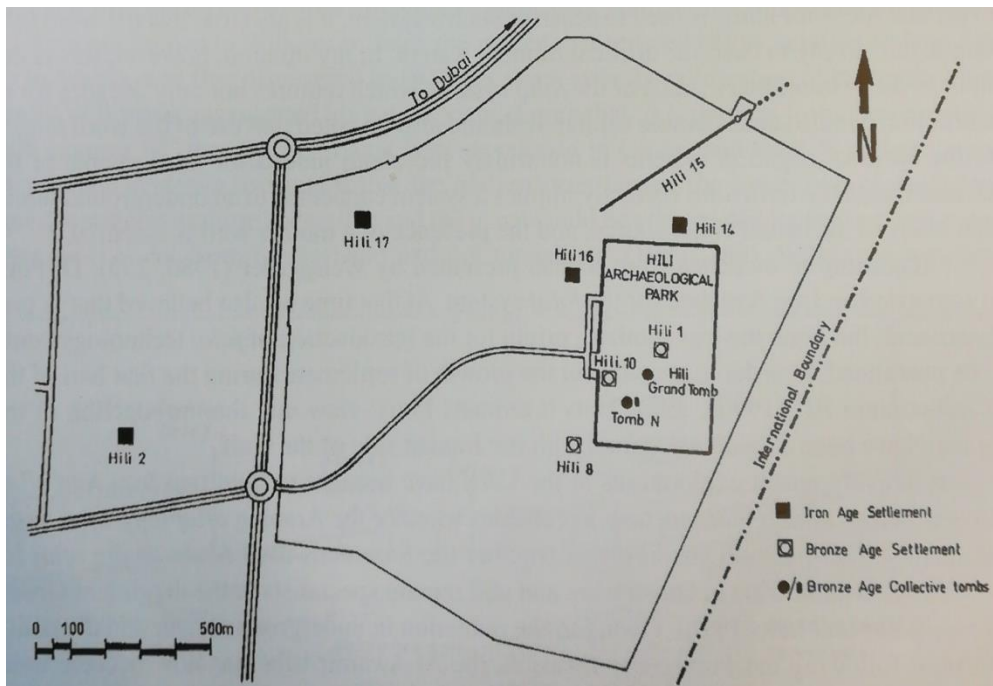 To Dubai
N
Hili 15
Hili 17
Hili 14
Hili 16
HILI
ARCHAEOLOGICAL
PARK
Hili 1
Hili 10
Hili
Grand Tomb
Tomb N
Hili 2
Hili 8
International Boundary
Iron Age Settlement
Bronze Age Settlement
Bronze Age Collective tombs
0 100 500m